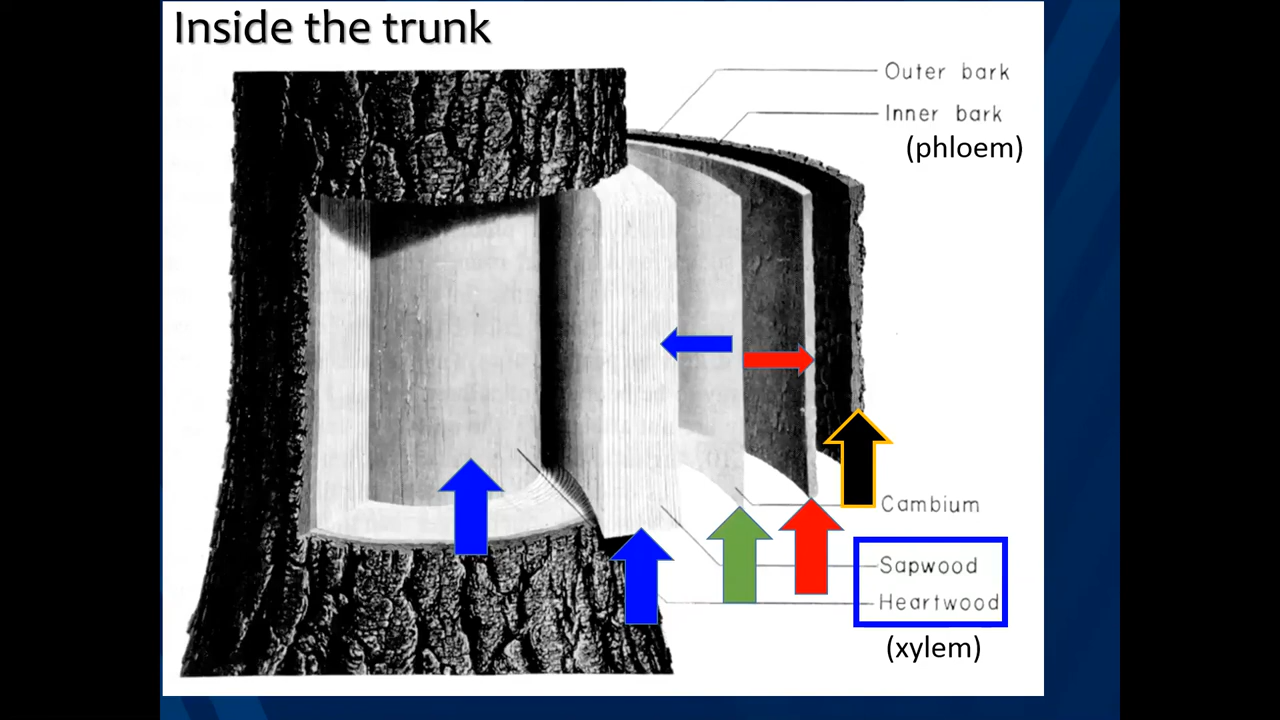 Inside the trunk
Outer bark
Inner bark
(phloem)
Cambium
Sapwood
Heartwood
(xylem)